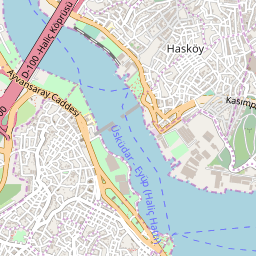 D-100 -Haliç Köprüsü
Hasköy
Ayvansaray Caddesi
Kasımp
Üsküdar - Eyüp (Haliç Hattı)